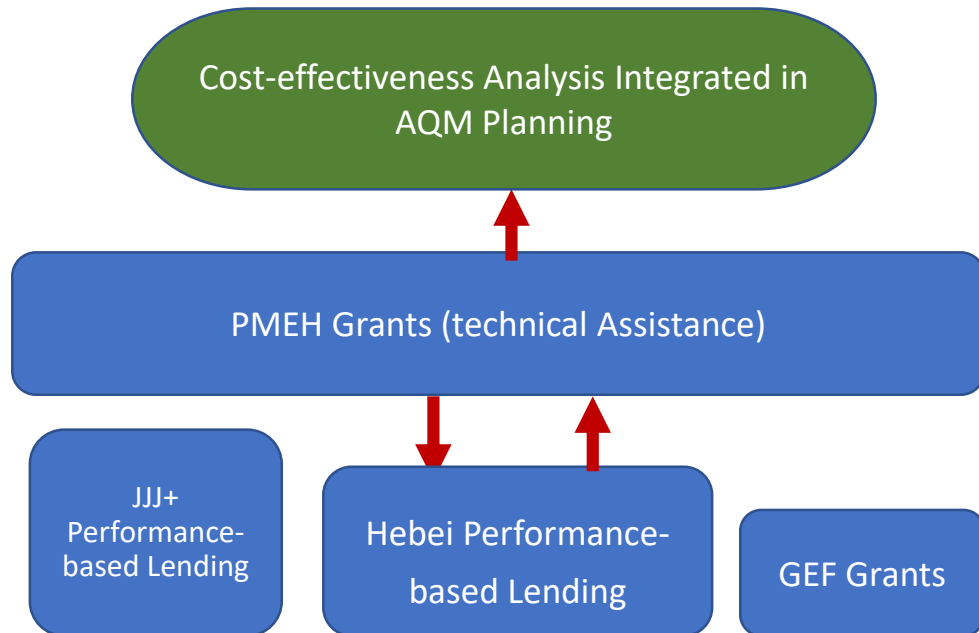 Cost-effectiveness Analysis Integrated in
AQM Planning
PMEH Grants (technical Assistance)
JJJ+
Performance-
based Lending
Hebei Performance-
based Lending
GEF Grants